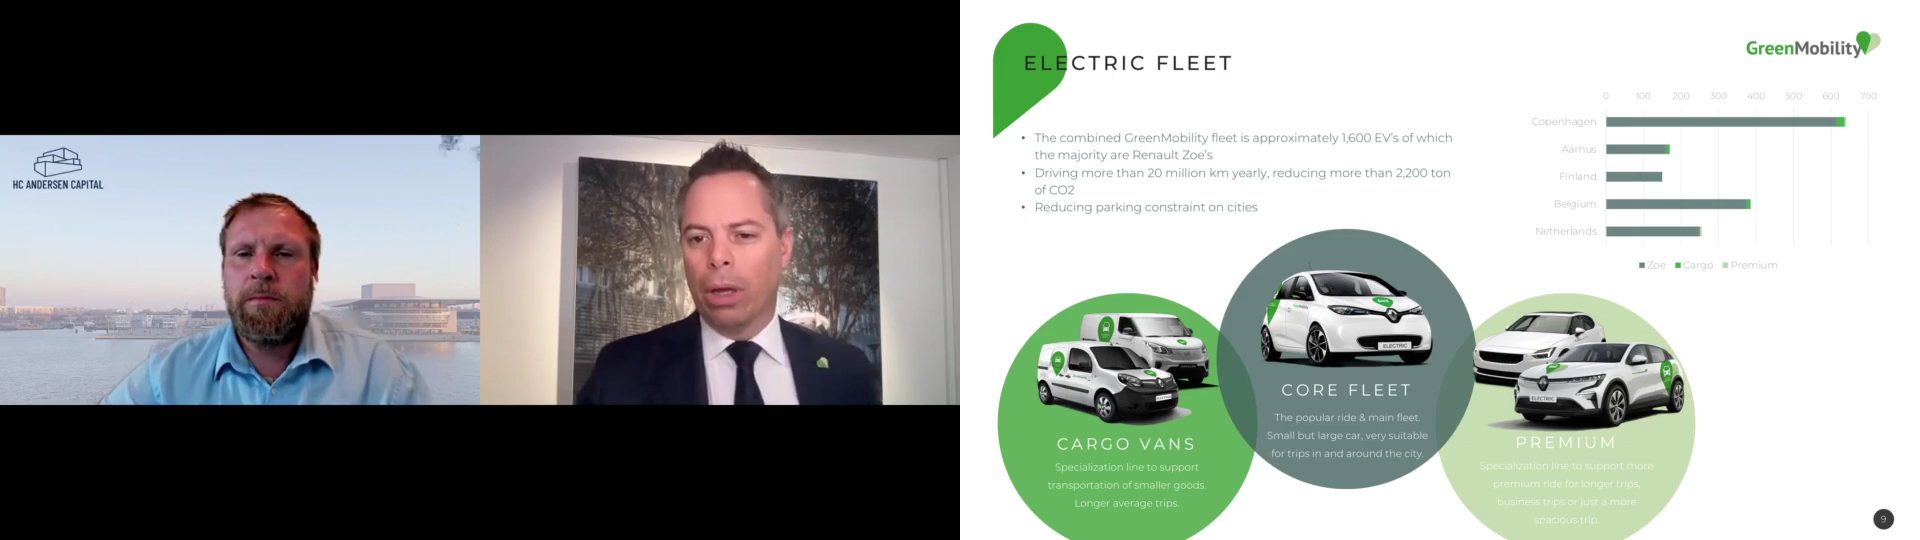 HC ANDERSEN CAPITAL
ELECTRIC FLEET
GreenMobility
• The combined GreenMobility fleet is approximately 1,600 EV's of which
the majority are Renault Zoe's
• Driving more than 20 million km yearly, reducing more than 2,200 ton
of CO2
• Reducing parking constraint on cities
0 100 200 300 400 500 600 700
Copenhagen
Aarhus
Finland
Belgium
Netherlands
Zoe Cargo Premium
CARGO VANS
Specialization line to support
transportation of smaller goods.
Longer average trips.
ELECTRIC
CORE FLEET
The popular ride & main fleet.
Small but large car, very suitable
for trips in and around the city.
ELECTRIC
PREMIUM
Specialization line to support more
premium ride for longer trips,
business trips or just a more
spacious trip.
9